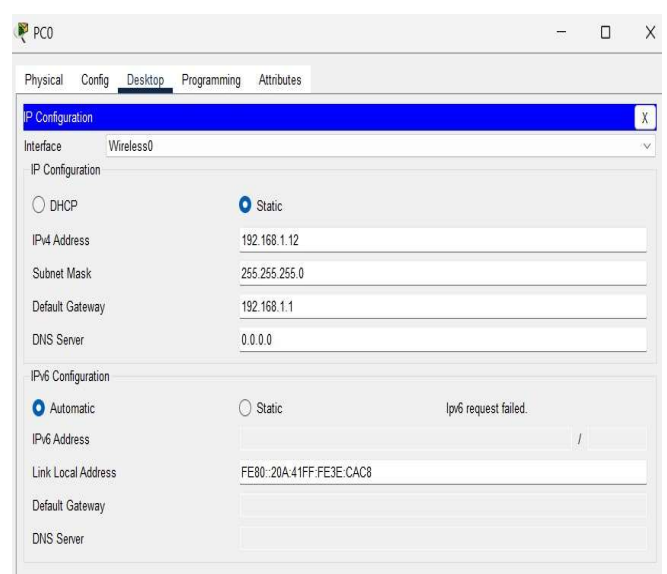 PC0
Physical Config Desktop Programming Attributes
IP Configuration X
Interface Wireless0
IP Configuration
DHCP Static
IPv4 Address 192.168.1.12
Subnet Mask 255.255.255.0
Default Gateway 192.168.1.1
DNS Server 0.0.0.0
IPv6 Configuration
Automatic Static Ipv6 request failed.
IPv6 Address /
Link Local Address FE80::20A:41FF:FE3E:CAC8
Default Gateway
DNS Server